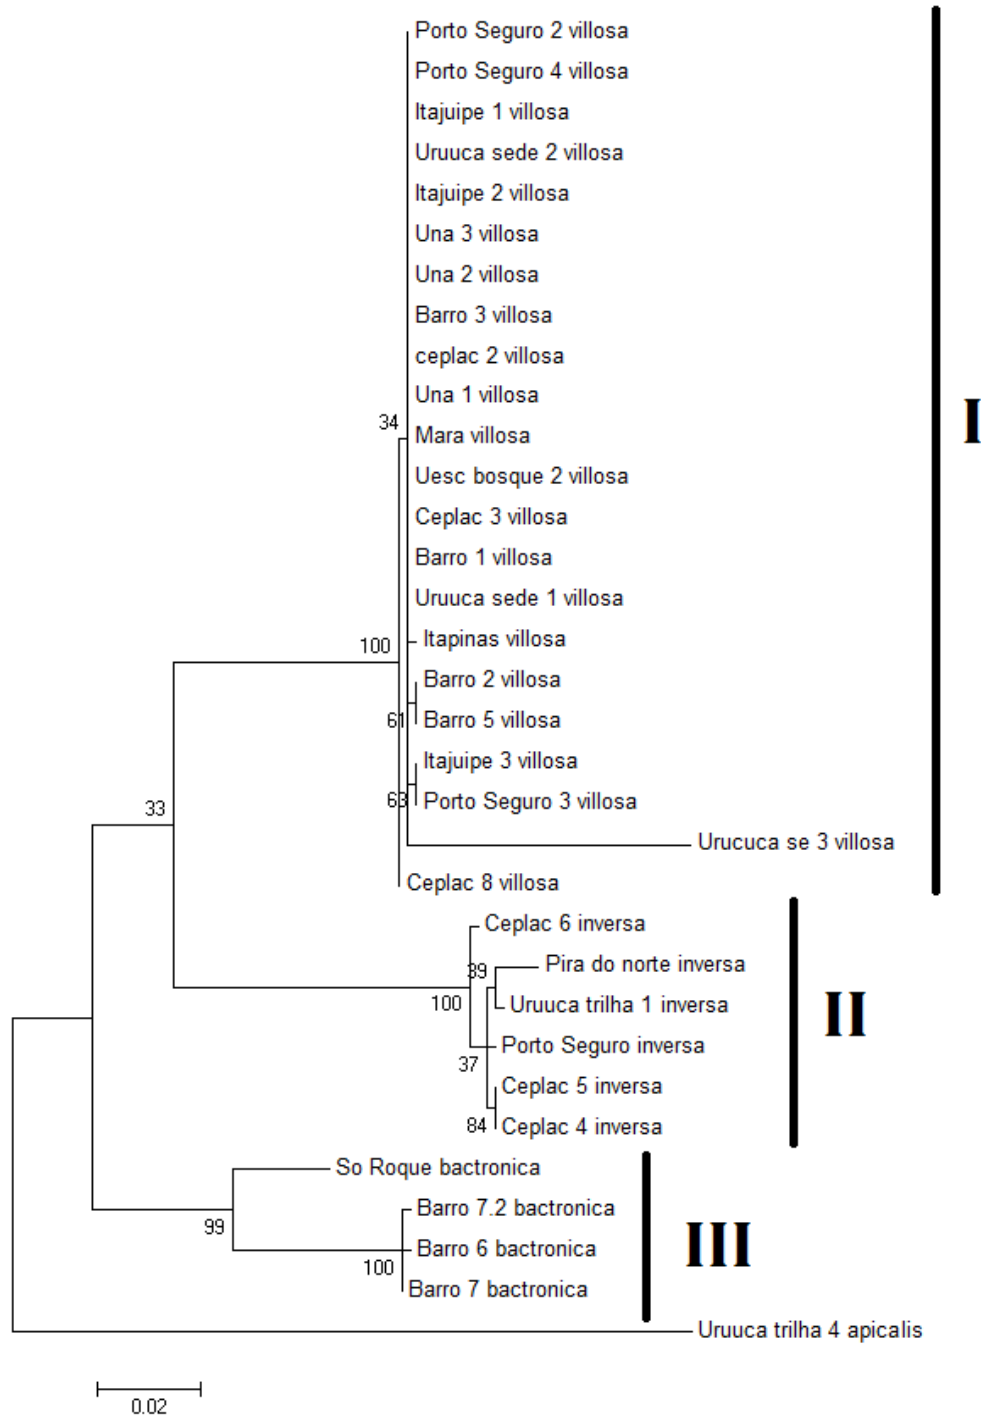 Porto Seguro 2 villosa
Porto Seguro 4 villosa
Itajuipe 1 villosa
Uruuca sede 2 villosa
Itajuipe 2 villosa
Una 3 villosa
Una 2 villosa
Barro 3 villosa
ceplac 2 villosa
Una 1 villosa
34
Mara villosa
I
Uesc bosque 2 villosa
Ceplac 3 villosa
Barro 1 villosa
Uruuca sede 1 villosa
100
Itapinas villosa
Barro 2 villosa
61
Barro 5 villosa
Itajuipe 3 villosa
63
Porto Seguro 3 villosa
33
Urucuca se 3 villosa
Ceplac 8 villosa
Ceplac 6 inversa
39
Pira do norte inversa
100
Uruuca trilha 1 inversa
II
Porto Seguro inversa
37
Ceplac 5 inversa
84
Ceplac 4 inversa
So Roque bactronica
99
Barro 7.2 bactronica
Barro 6 bactronica
III
100
Barro 7 bactronica
Uruuca trilha 4 apicalis
0.02